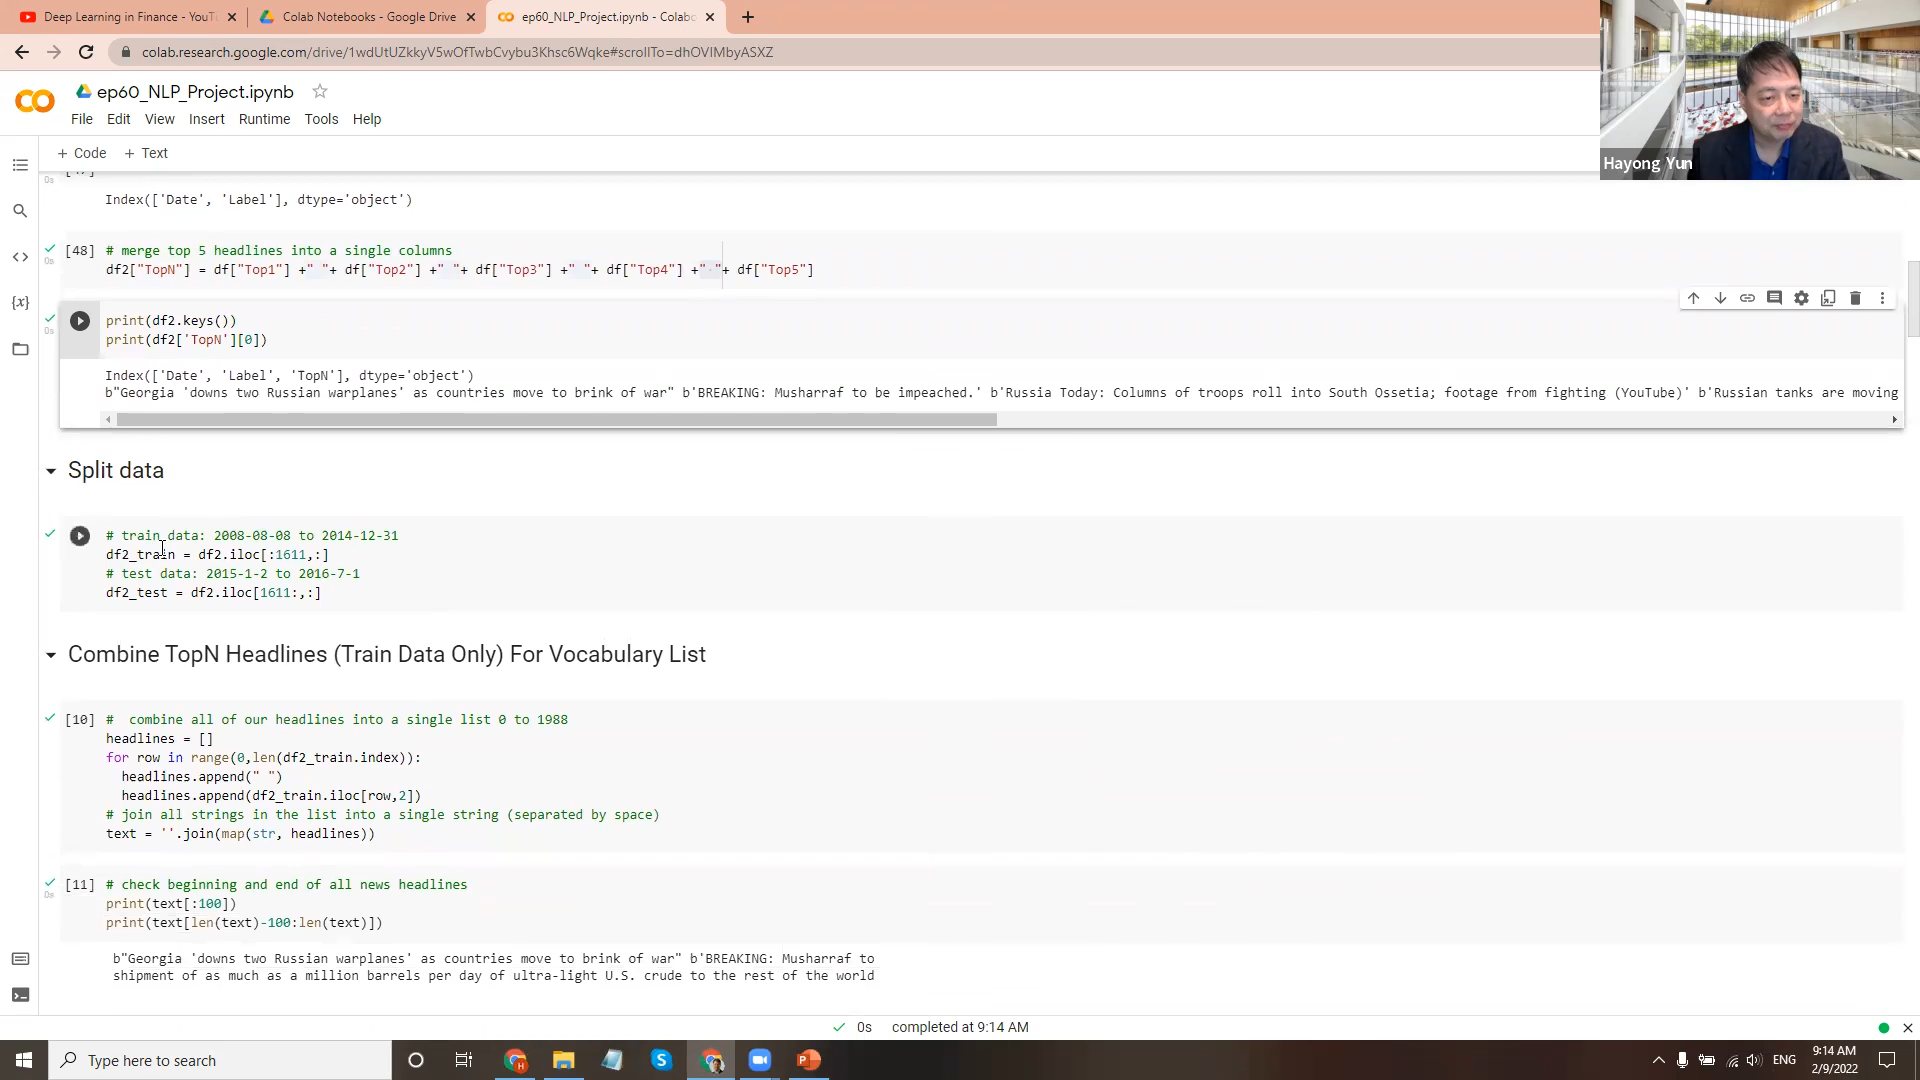 Deep Learning in Finance - YouT
Colab Notebooks - Google Drive
ep60_NLP_Project.ipynb - Colabo
colab.research.google.com/drive/1wdUtUZkkyV5wOfTwbCvybu3Khsc6Wqke#scrollTo=dhOVIMbyASXZ
ep60_NLP_Project.ipynb
File Edit View Insert Runtime Tools Help
+ Code + Text
Hayong Yun
0s
Index(['Date', 'Label'], dtype='object')
[48] # merge top 5 headlines into a single columns
0s
df2["TopN"] = df["Top1"] +" "+ df["Top2"] +" "+ df["Top3"] +" "+ df["Top4"] +" "+ df["Top5"]
print(df2.keys())
0s
print(df2['TopN'][0])
Index(['Date', 'Label', 'TopN'], dtype='object')
b"Georgia 'downs two Russian warplanes' as countries move to brink of war" b'BREAKING: Musharraf to be impeached.' b'Russia Today: Columns of troops roll into South Ossetia; footage from fighting (YouTube)' b'Russian tanks are moving
Split data
# train data: 2008-08-08 to 2014-12-31
df2_train = df2.iloc[:1611,:]
# test data: 2015-1-2 to 2016-7-1
df2_test = df2.iloc[1611:,:]
Combine TopN Headlines (Train Data Only) For Vocabulary List
[10] # combine all of our headlines into a single list 0 to 1988
headlines = []
for row in range(0,len(df2_train.index)):
headlines.append(" ")
headlines.append(df2_train.iloc[row,2])
# join all strings in the list into a single string (separated by space)
text = ''.join(map(str, headlines))
[11] # check beginning and end of all news headlines
0s
print(text[:100])
print(text[len(text)-100:len(text)])
b"Georgia 'downs two Russian warplanes' as countries move to brink of war" b'BREAKING: Musharraf to
shipment of as much as a million barrels per day of ultra-light U.S. crude to the rest of the world
0s completed at 9:14 AM
Type here to search
ENG
9:14 AM
2/9/2022